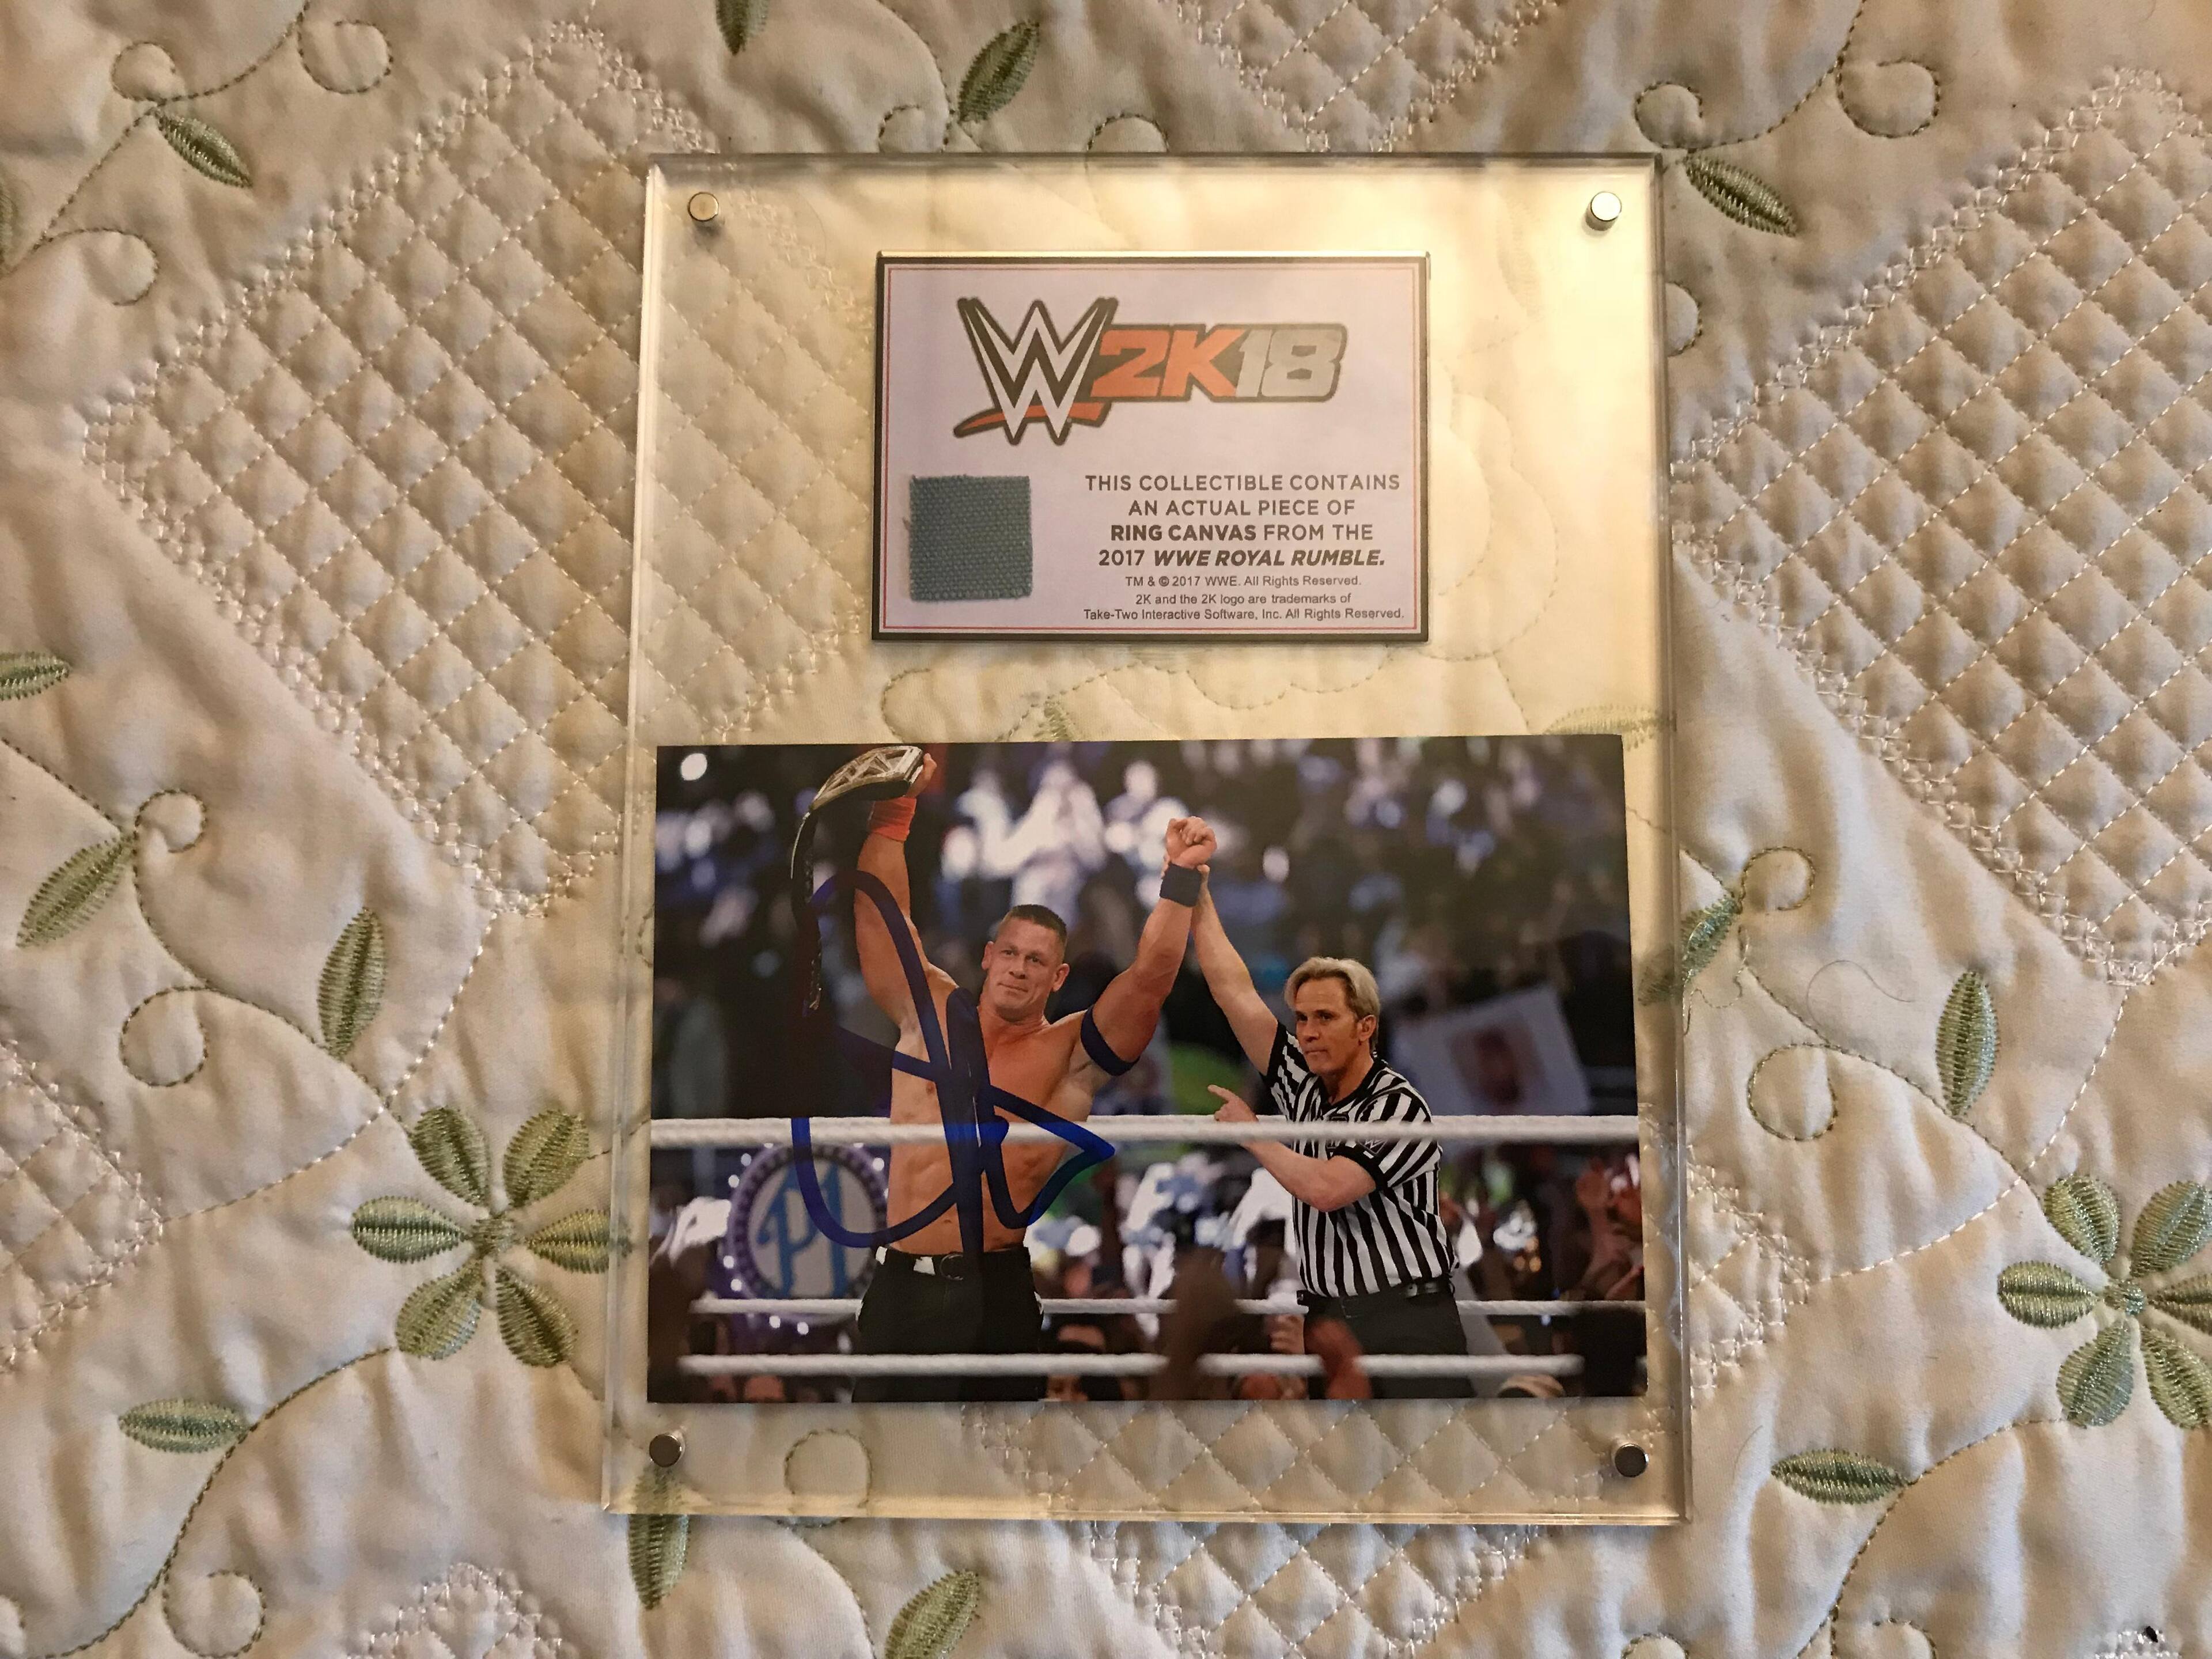 W2K18
THIS COLLECTIBLE CONTAINS
AN ACTUAL PIECE OF
RING CANVAS FROM THE
2017 WWE ROYAL RUMBLE.
TM & © 2017 WWE. All Rights Reserved.
2K and the 2K logo are trademarks of
Take-Two Interactive Software, Inc. All Rights Reserved.